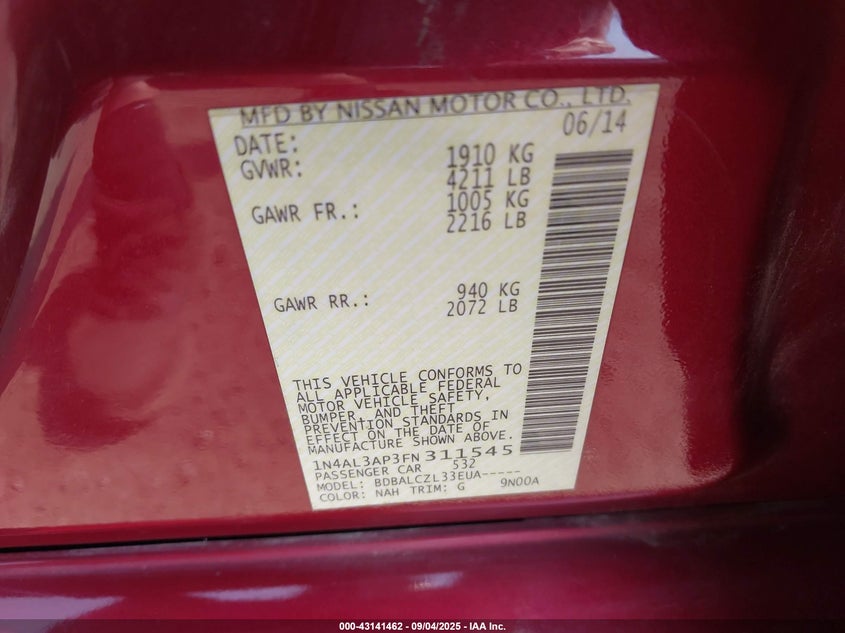 MFD BY NISSAN MOTOR CO., LTD.
DATE: 06/14
GVWR: 1910 KG
4211 LB
GAWR FR.: 1005 KG
2216 LB
GAWR RR.: 940 KG
2072 LB
THIS VEHICLE CONFORMS TO
ALL APPLICABLE FEDERAL
MOTOR VEHICLE SAFETY,
BUMPER, AND THEFT
PREVENTION STANDARDS IN
EFFECT ON THE DATE OF
MANUFACTURE SHOWN ABOVE.
1N4AL3AP3FN311545
PASSENGER CAR 532
MODEL: BDBALCZL33EUA-----
COLOR: NAH TRIM: G 9N00A
000-43141462 - 09/04/2025 - IAA Inc.